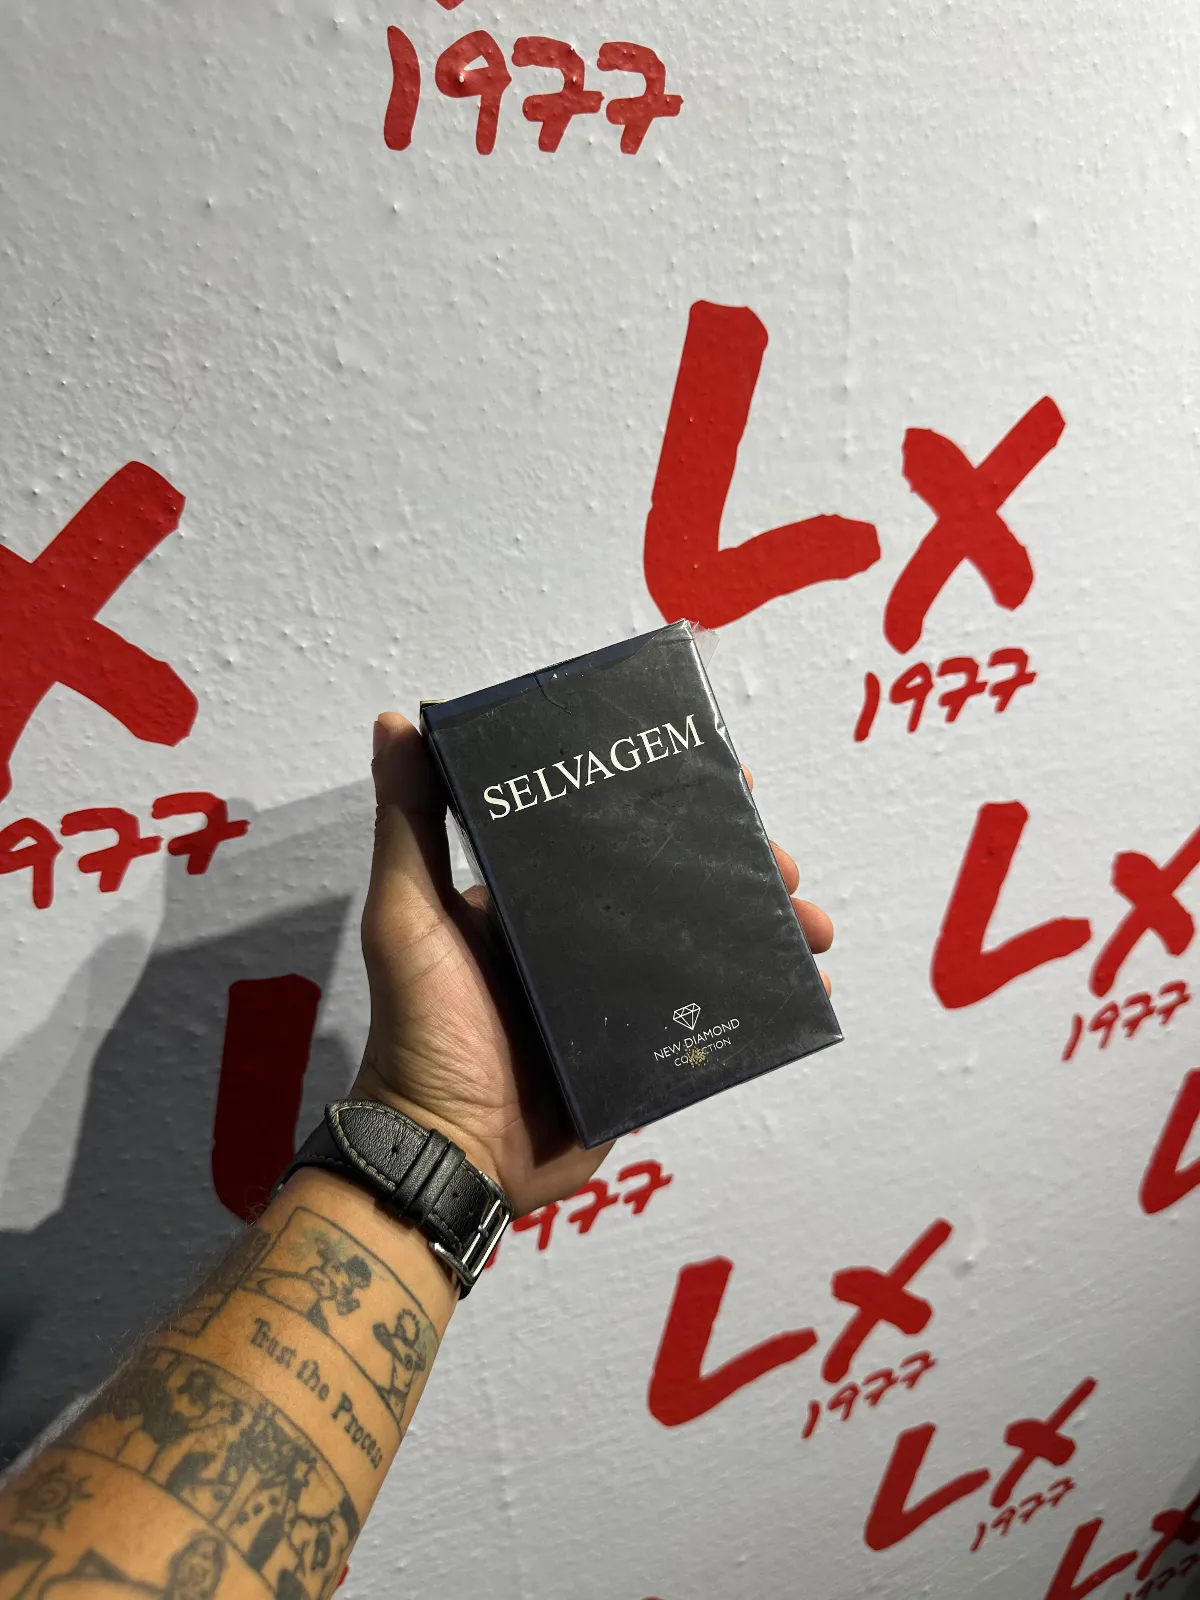 1977
Lx
1977
x
977
SELVAGEM
Lx
1977
NEW DIAMOND
COLLECTION
L
977
L
Lx
1977
Trust the Process
Lx
1977
Lx
1977